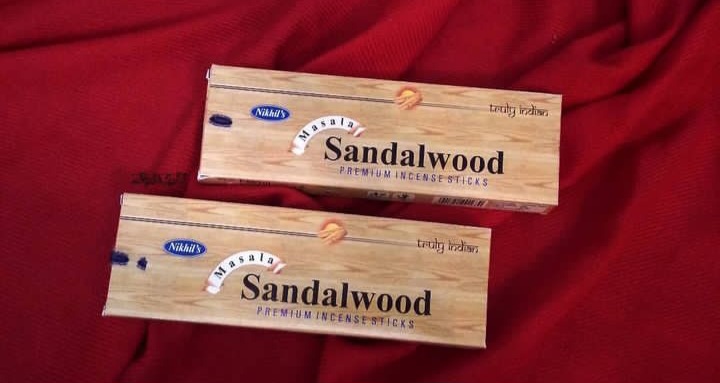 Nikhil's
truly indian
Masala
Sandalwood
PREMIUM INCENSE STICKS
Nikhil's
truly indian
Masala
Sandalwood
PREMIUM INCENSE STICKS